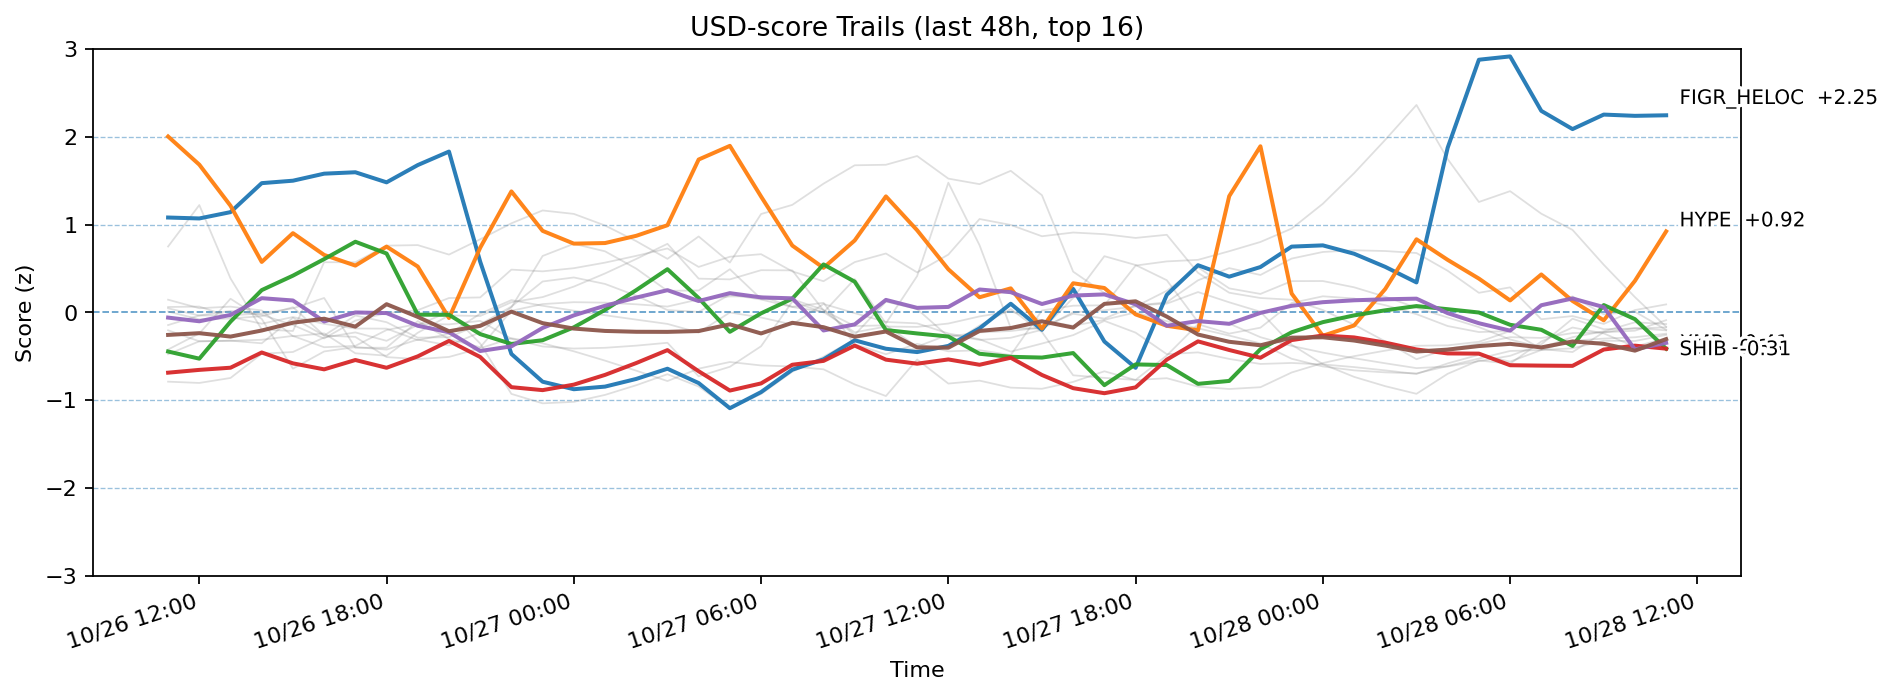 USD-score Trails (last 48h, top 16)
Score (z)
3
2
1
0
−1
−2
−3
FIGR_HELOC +2.25
HYPE +0.92
SHIB -0.31
10/26 12:00
10/26 18:00
10/27 00:00
10/27 06:00
10/27 12:00
10/27 18:00
10/28 00:00
10/28 06:00
10/28 12:00
Time